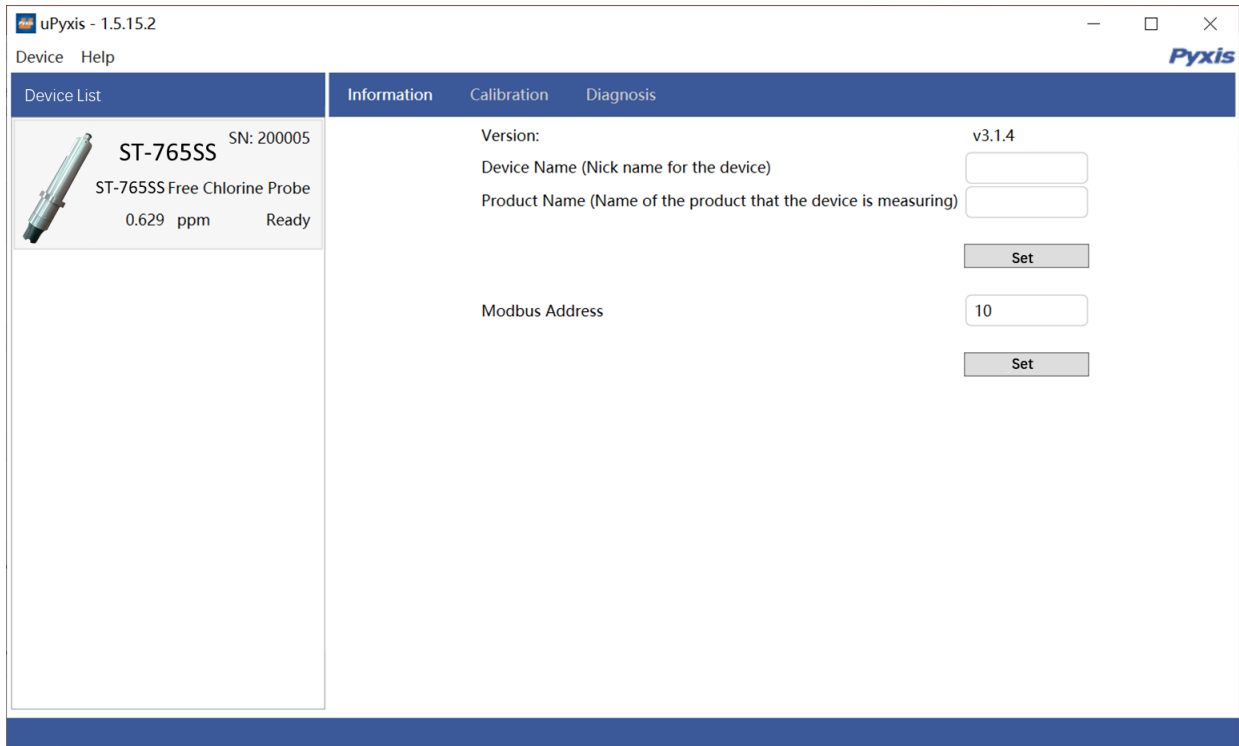 uPyxis - 1.5.15.2
Device Help
Pyxis
Device List
Information Calibration Diagnosis
SN: 200005
ST-765SS
ST-765SS Free Chlorine Probe
0.629 ppm Ready
Version: v3.1.4
Device Name (Nick name for the device)
Product Name (Name of the product that the device is measuring)
Set
Modbus Address 10
Set